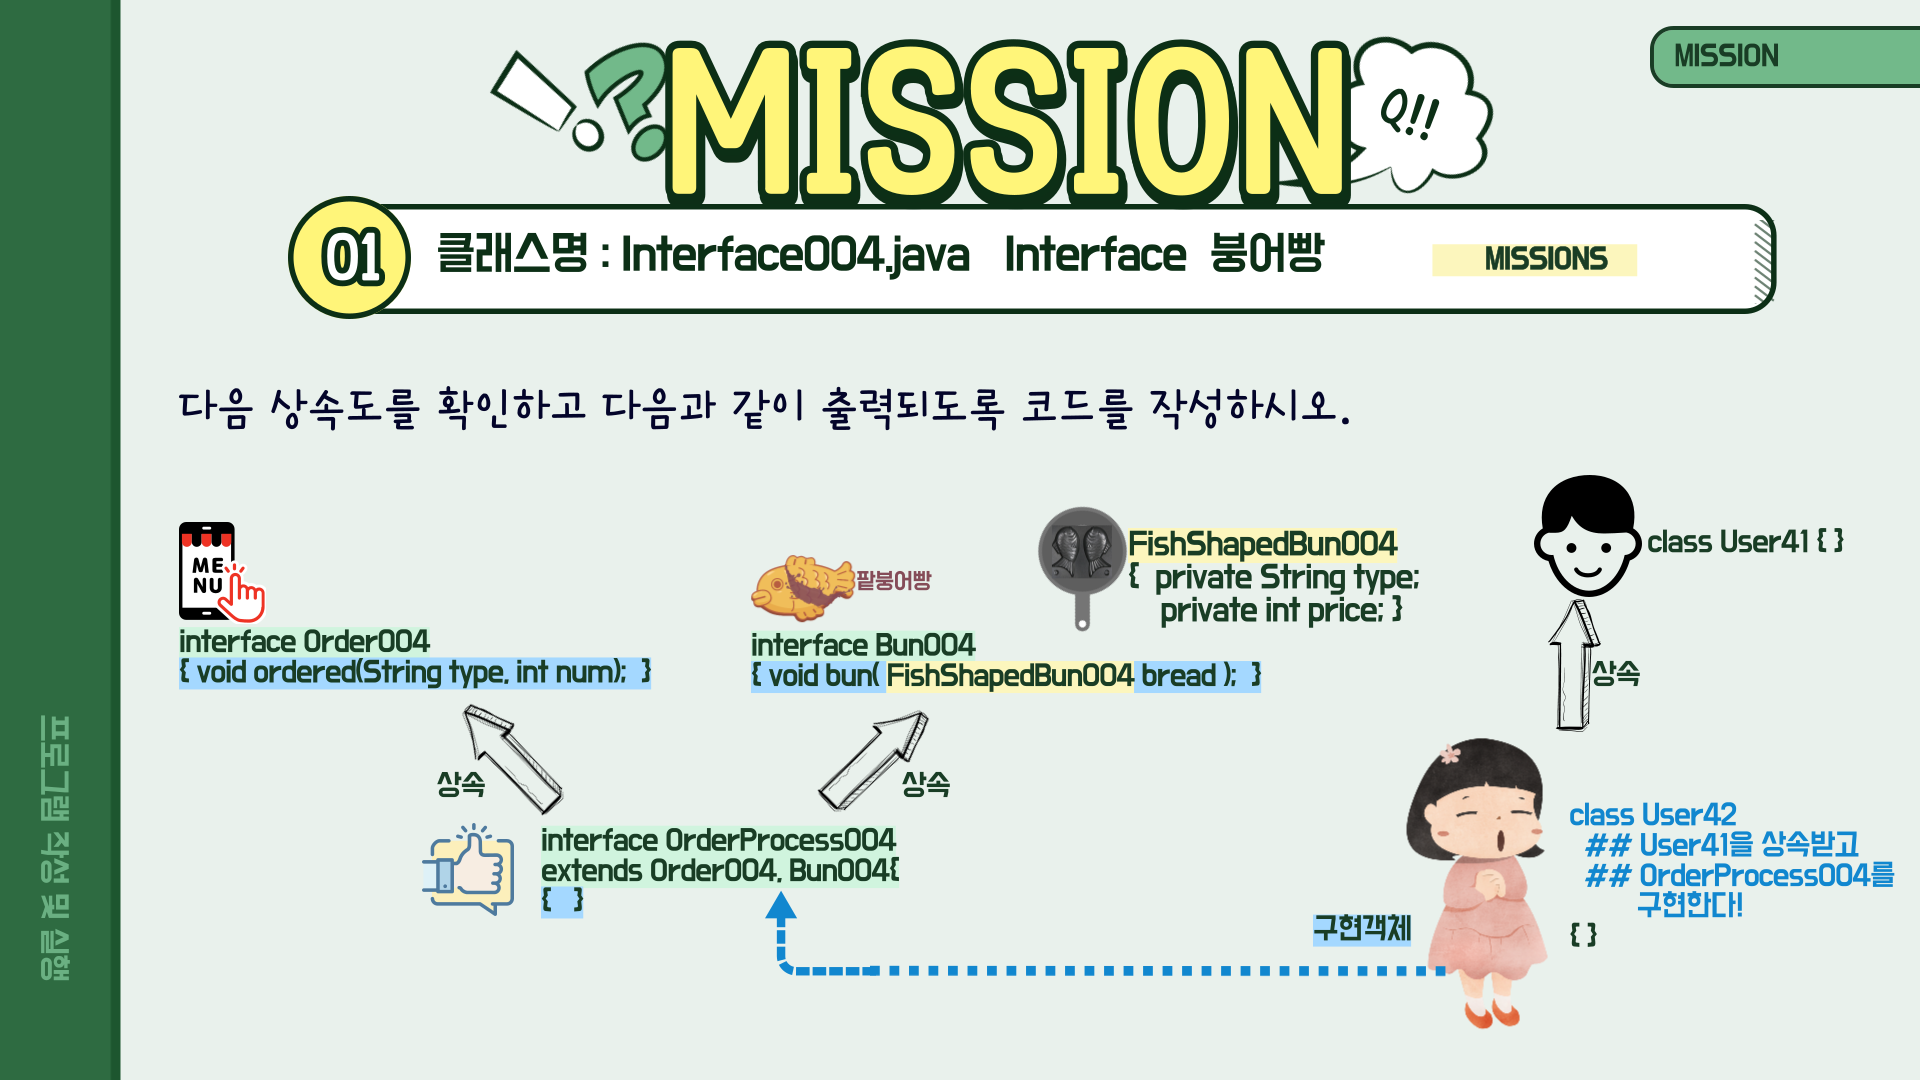 MISSION
MISSION
Q!!
01
클래스명 : Interface004.java   Interface  붕어빵
MISSIONS
다음 상속도를 확인하고 다음과 같이 출력되도록 코드를 작성하시오.
ME
NU
interface Order004
{ void ordered(String type, int num);  }
팥붕어빵
interface Bun004
{ void bun( FishShapedBun004 bread );  }
FishShapedBun004
{  private String type;
private int price; }
class User41 { }
상속
상속
상속
interface OrderProcess004
extends Order004, Bun004{
{   }
class User42
## User41을 상속받고
## OrderProcess004를
구현한다!
{ }
구현객체
프로그램 작성 및 실행